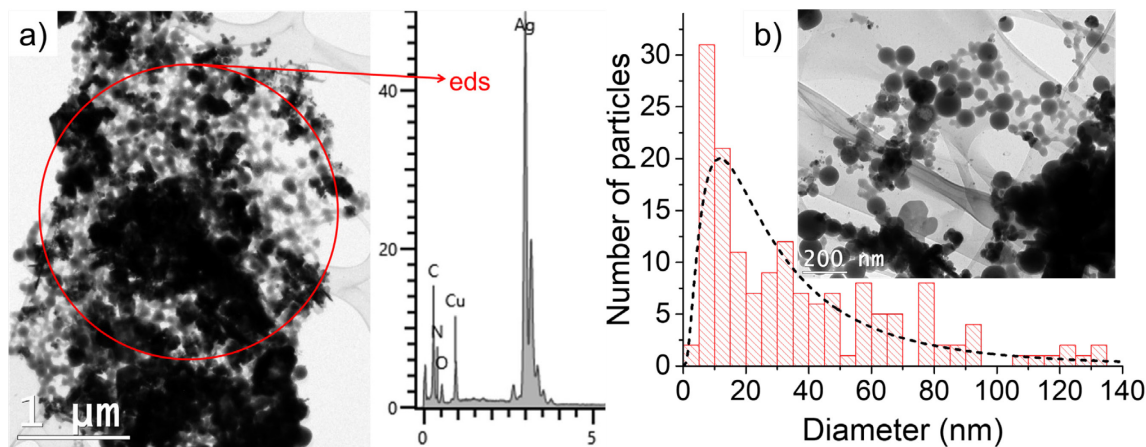 a)
eds
1 μm
40
20
0
0
5
C
N
O
Cu
Ag
b)
Number of particles
30
25
20
15
10
5
0
0 20 40 60 80 100 120 140
Diameter (nm)
200 nm